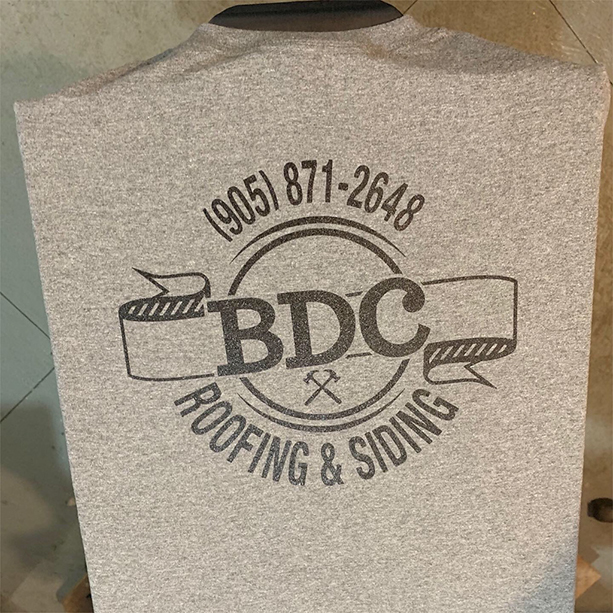 (905) 871-2648
BDC
ROOFING & SIDING